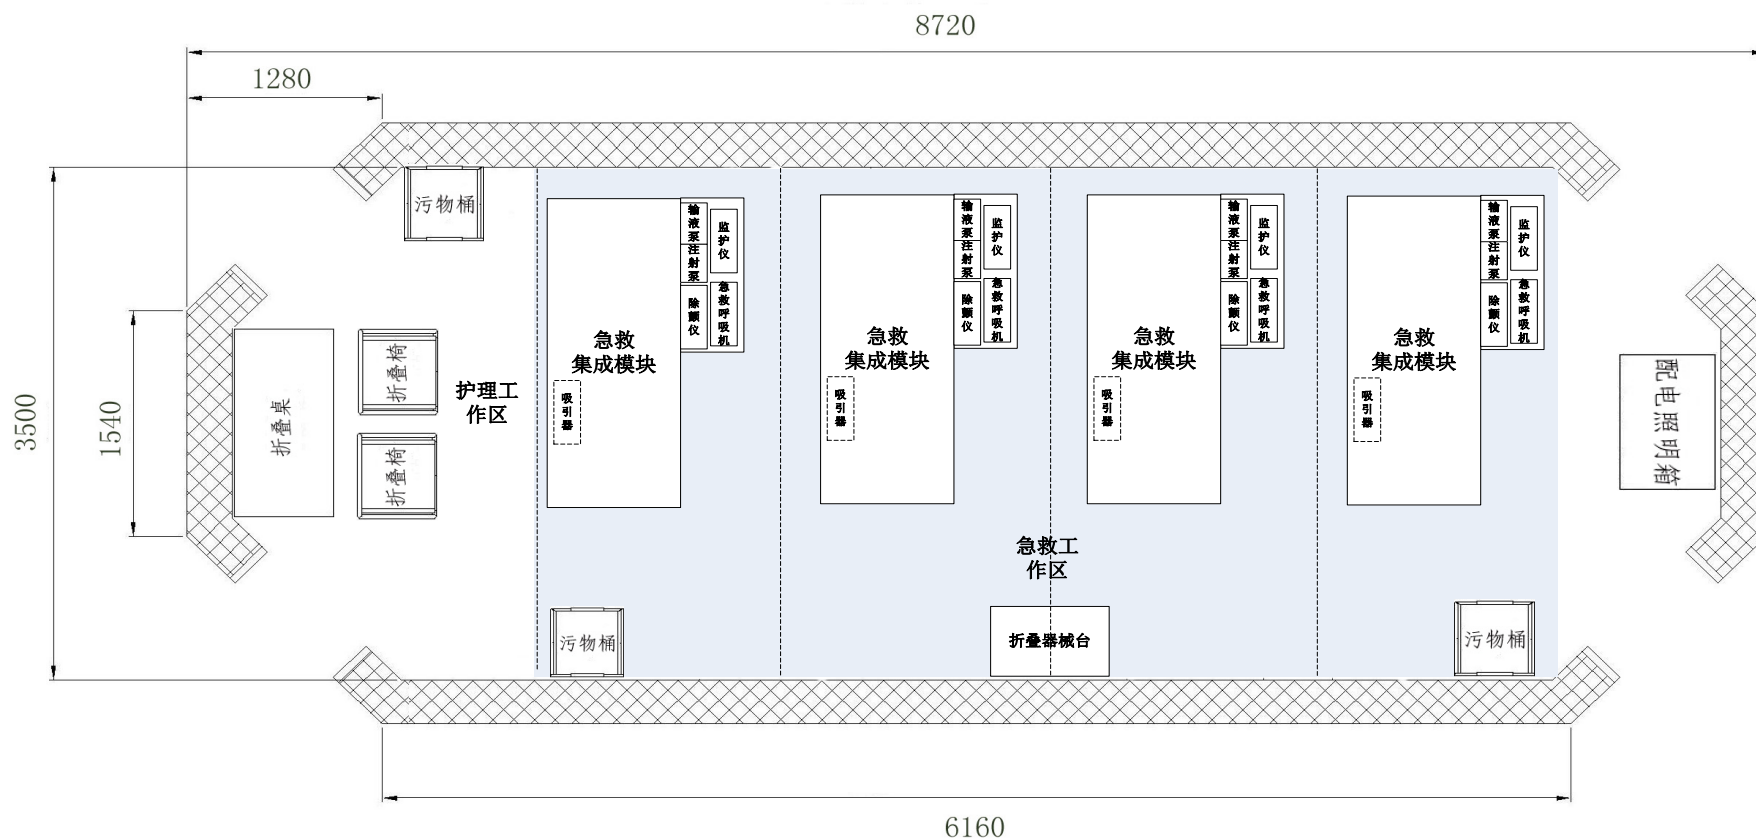 8720
1280
污物桶
输液泵
监护仪
注射泵
除颤仪
急救呼吸机
急救
集成模块
吸引器
输液泵
监护仪
注射泵
除颤仪
急救呼吸机
急救
集成模块
吸引器
输液泵
监护仪
注射泵
除颤仪
急救呼吸机
急救
集成模块
吸引器
输液泵
监护仪
注射泵
除颤仪
急救呼吸机
急救
集成模块
吸引器
3500
1540
折叠桌
折叠椅
折叠椅
护理工
作区
配电照明箱
急救工
作区
污物桶
折叠器械台
污物桶
6160